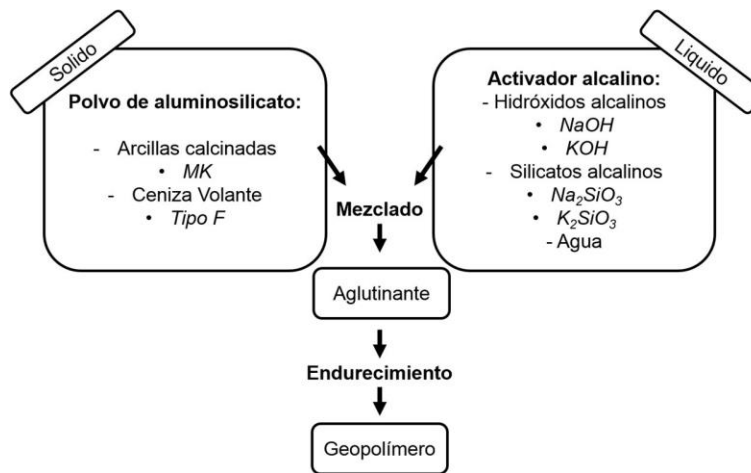 Solido
Polvo de aluminosilicato:
- Arcillas calcinadas
• MK
- Ceniza Volante
• Tipo F
Liquido
Activador alcalino:
- Hidróxidos alcalinos
• NaOH
• KOH
- Silicatos alcalinos
• Na₂SiO₃
• K₂SiO₃
- Agua
Mezclado
Aglutinante
Endurecimiento
Geopolímero